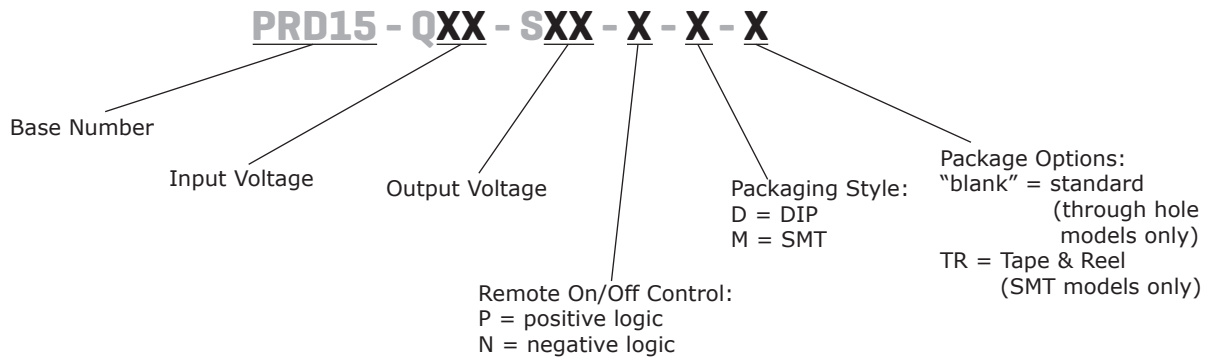 PRD15 - QXX - SXX - X - X - X
Base Number
Input Voltage
Output Voltage
Remote On/Off Control:
P = positive logic
N = negative logic
Packaging Style:
D = DIP
M = SMT
Package Options:
“blank” = standard
(through hole
models only)
TR = Tape & Reel
(SMT models only)